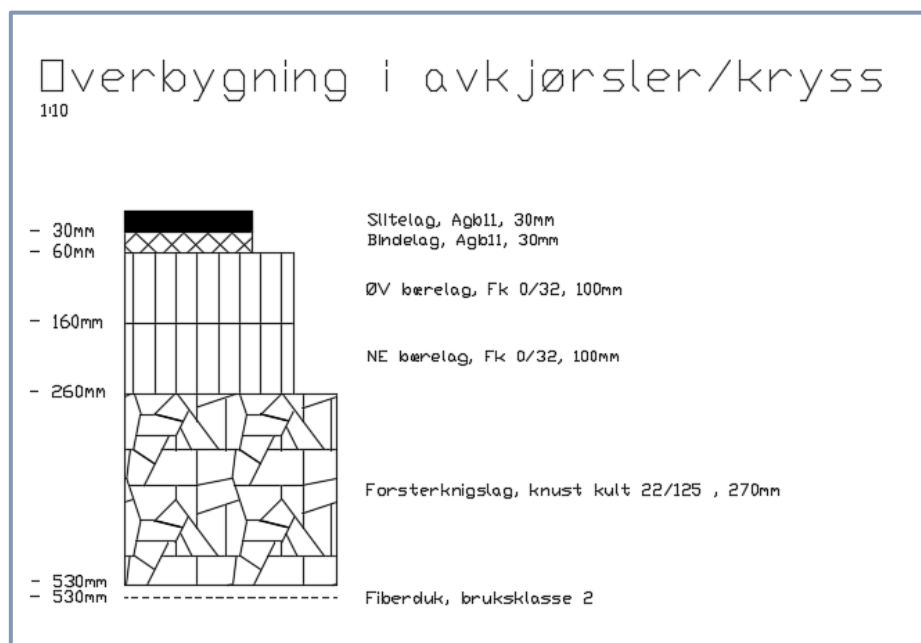 Overbygning i avkjørsler/kryss
1:10
- 30mm
Slitelag, Agb11, 30mm
- 60mm
Bindelag, Agb11, 30mm
ØV bærelag, Fk 0/32, 100mm
- 160mm
NE bærelag, Fk 0/32, 100mm
- 260mm
Forsterknigslag, knust kult 22/125 , 270mm
- 530mm
- 530mm
Fiberduk, bruksklasse 2